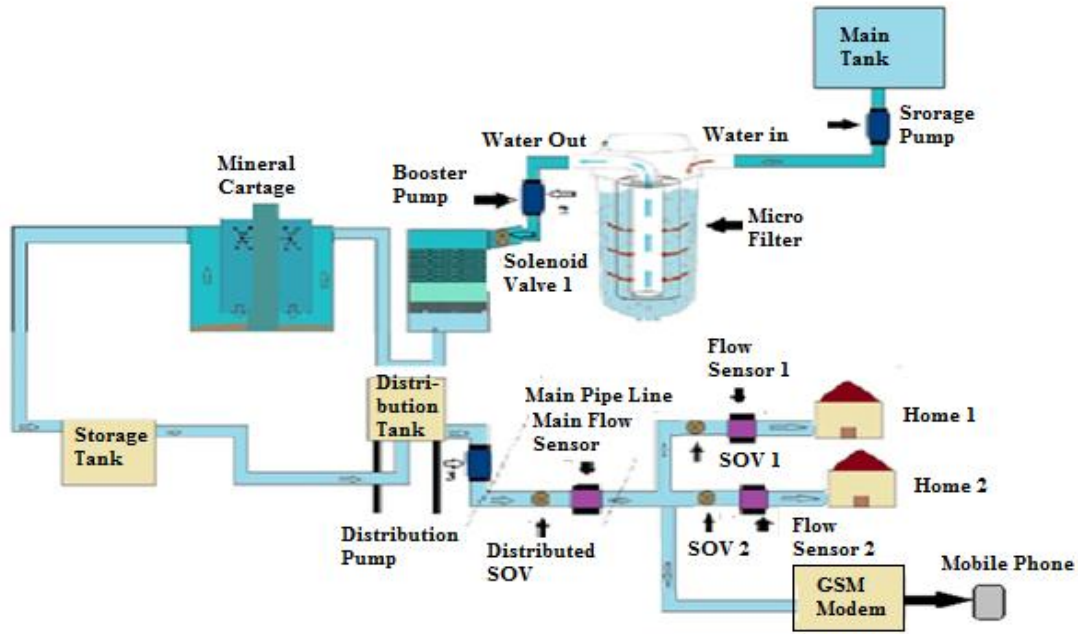 Main
Tank
Srorage
Pump
Water in
Water Out
Mineral
Cartage
Booster
Pump
Micro
Filter
Solenoid
Valve 1
Flow
Sensor 1
Distri-
bution
Tank
Main Pipe Line
Main Flow
Sensor
Home 1
Storage
Tank
SOV 1
Home 2
Distribution
Pump
Distributed
SOV
SOV 2
Flow
Sensor 2
GSM
Modem
Mobile Phone